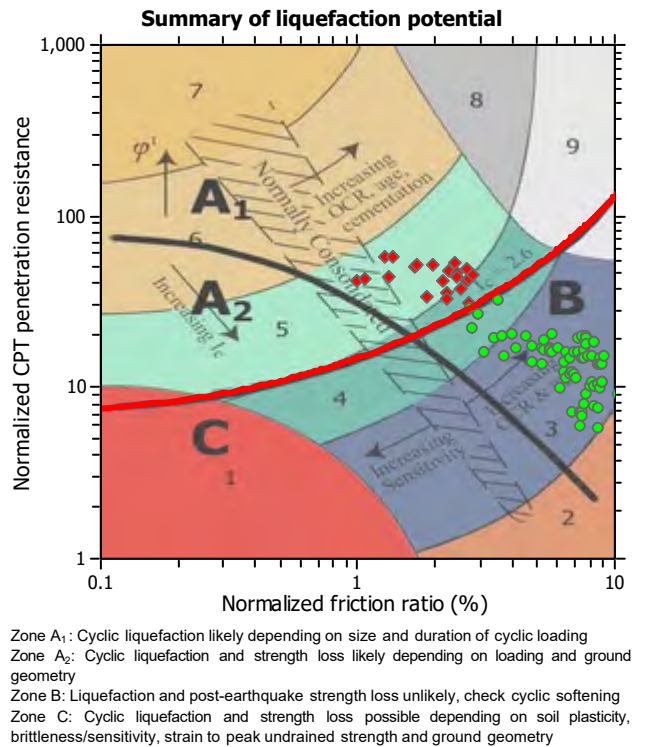 Summary of liquefaction potential
1,000
100
10
1
Normalized CPT penetration resistance
7
8
9
φ'
A1
Increasing
OCR, age,
cementation
Normally Consolidated
6
A2
Increasing Ic
5
Ic = 2.6
B
4
Increasing
OCR &
3
C
1
Increasing
Sensitivity
2
0.1
1
10
Normalized friction ratio (%)
Zone A1: Cyclic liquefaction likely depending on size and duration of cyclic loading
Zone A2: Cyclic liquefaction and strength loss likely depending on loading and ground
geometry
Zone B: Liquefaction and post-earthquake strength loss unlikely, check cyclic softening
Zone C: Cyclic liquefaction and strength loss possible depending on soil plasticity,
brittleness/sensitivity, strain to peak undrained strength and ground geometry